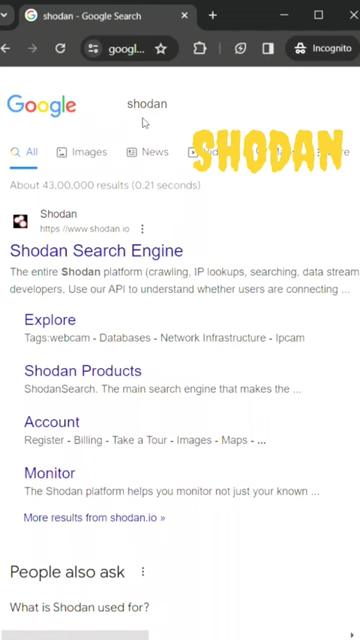 shodan - Google Search
googl...
Incognito
Google
shodan
SHODAN
All
Images
News
About 43,00,000 results (0.21 seconds)
Shodan
https://www.shodan.io
Shodan Search Engine
The entire Shodan platform (crawling, IP lookups, searching, data stream
developers. Use our API to understand whether users are connecting ...
Explore
Tags:webcam - Databases - Network Infrastructure - Ipcam
Shodan Products
ShodanSearch. The main search engine that makes the ...
Account
Register - Billing - Take a Tour - Images - Maps - ...
Monitor
The Shodan platform helps you monitor not just your known ...
More results from shodan.io »
People also ask
What is Shodan used for?